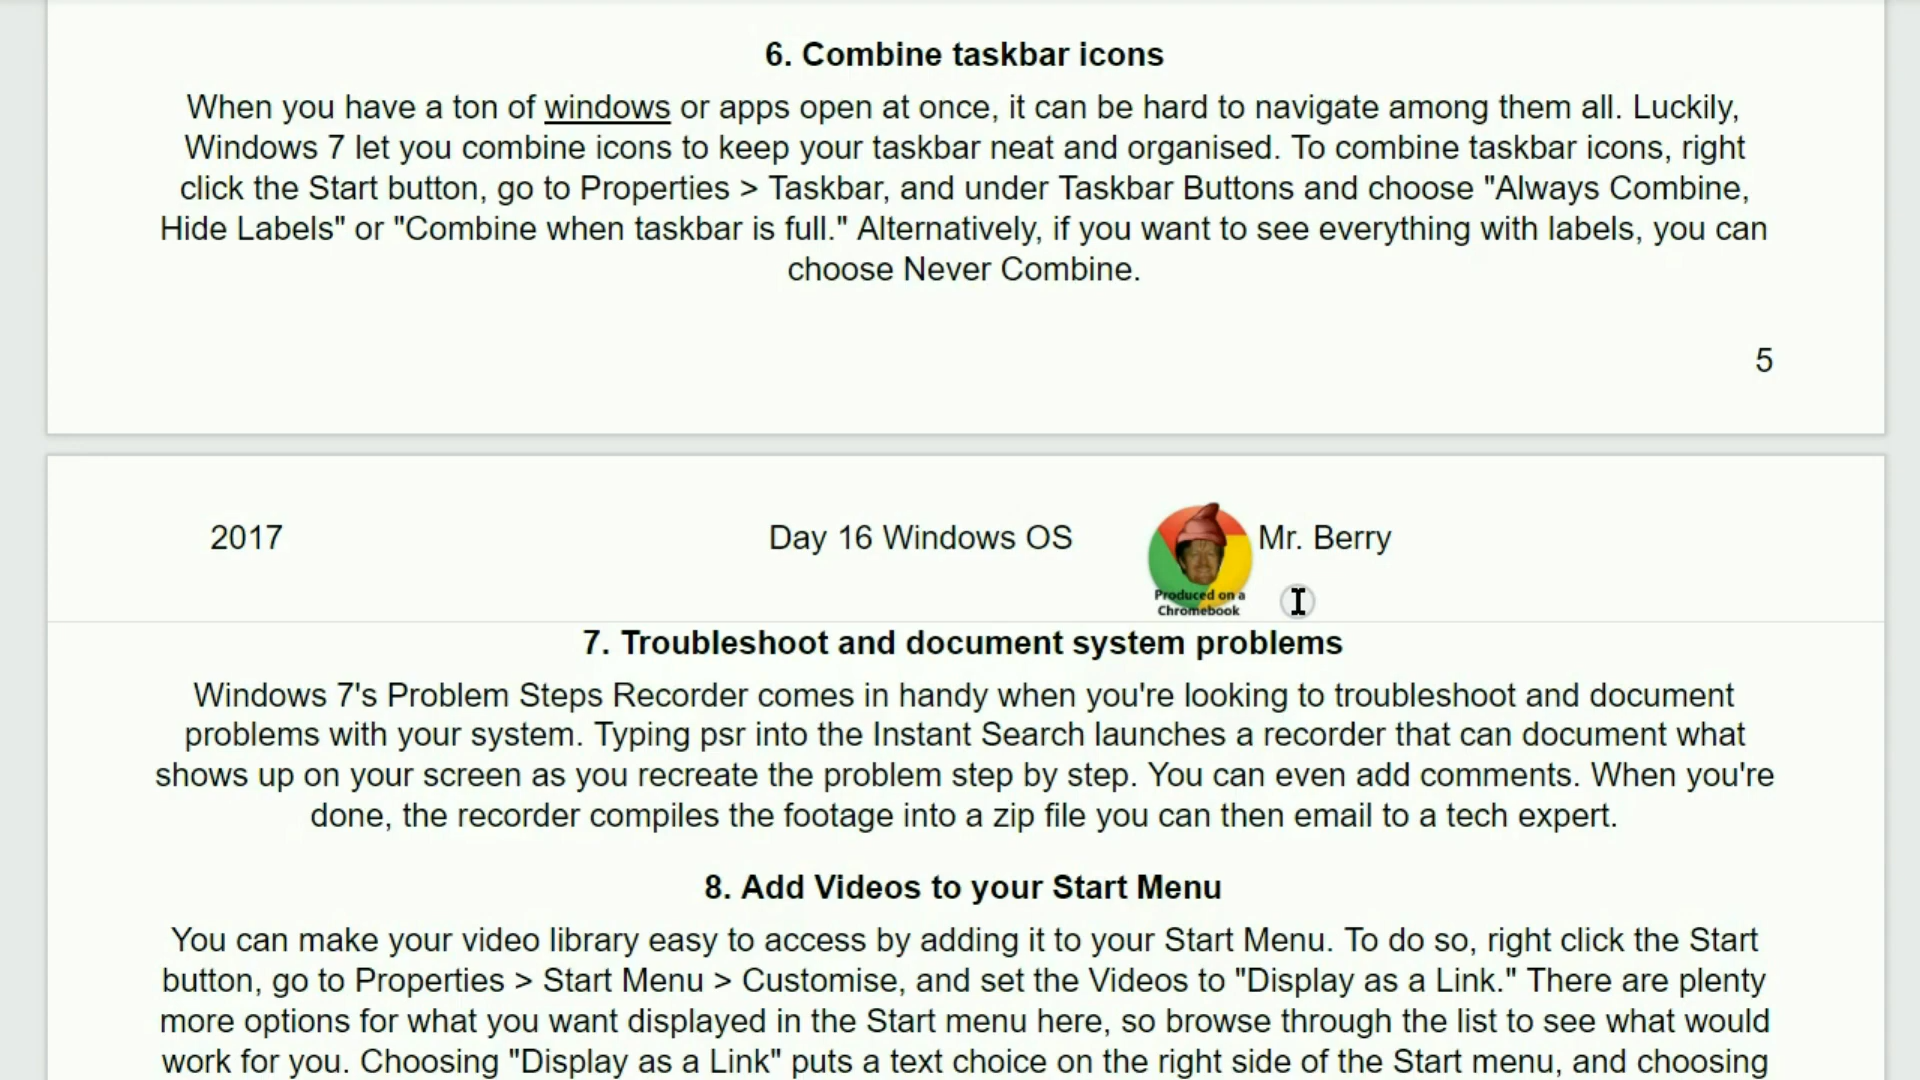 6. Combine taskbar icons
When you have a ton of windows or apps open at once, it can be hard to navigate among them all. Luckily,
Windows 7 let you combine icons to keep your taskbar neat and organised. To combine taskbar icons, right
click the Start button, go to Properties > Taskbar, and under Taskbar Buttons and choose "Always Combine,
Hide Labels" or "Combine when taskbar is full." Alternatively, if you want to see everything with labels, you can
choose Never Combine.
5
2017 Day 16 Windows OS Mr. Berry
Produced on a
Chromebook
7. Troubleshoot and document system problems
Windows 7's Problem Steps Recorder comes in handy when you're looking to troubleshoot and document
problems with your system. Typing psr into the Instant Search launches a recorder that can document what
shows up on your screen as you recreate the problem step by step. You can even add comments. When you're
done, the recorder compiles the footage into a zip file you can then email to a tech expert.
8. Add Videos to your Start Menu
You can make your video library easy to access by adding it to your Start Menu. To do so, right click the Start
button, go to Properties > Start Menu > Customise, and set the Videos to "Display as a Link." There are plenty
more options for what you want displayed in the Start menu here, so browse through the list to see what would
work for you. Choosing "Display as a Link" puts a text choice on the right side of the Start menu, and choosing